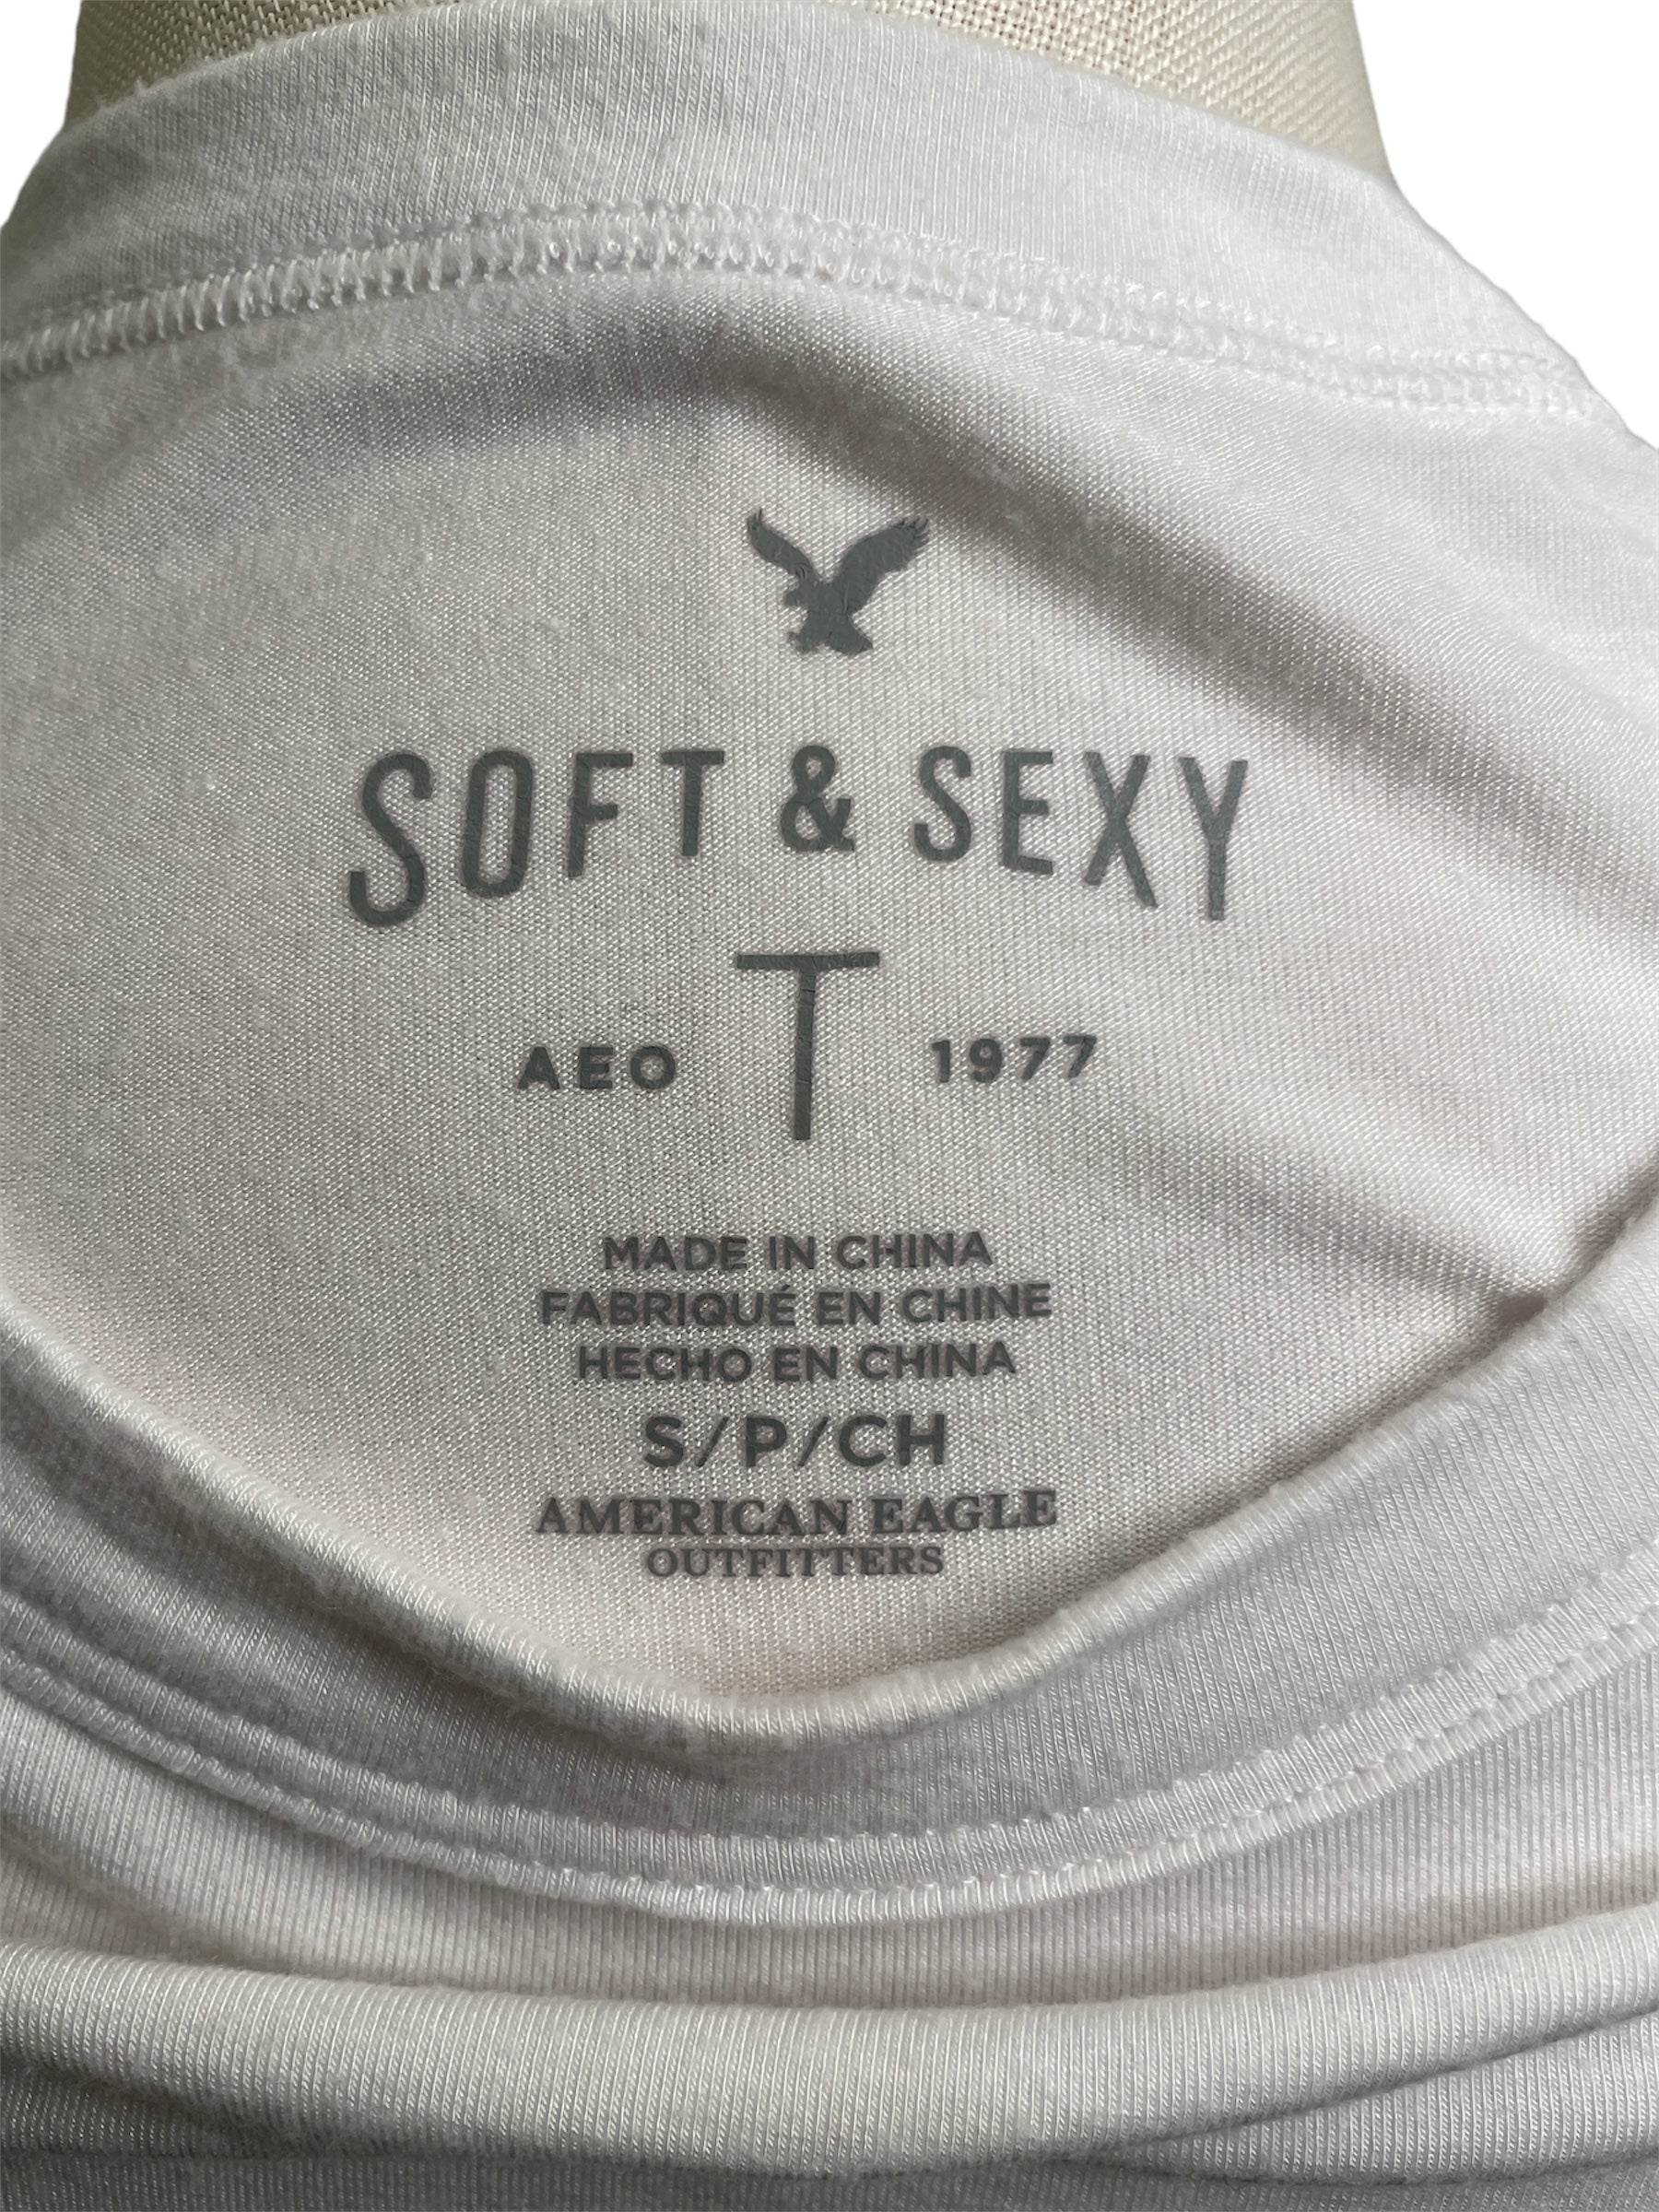 SOFT & SEXY
T
AEO 1977
MADE IN CHINA
FABRIQUÉ EN CHINE
HECHO EN CHINA
S/P/CH
AMERICAN EAGLE
OUTFITTERS